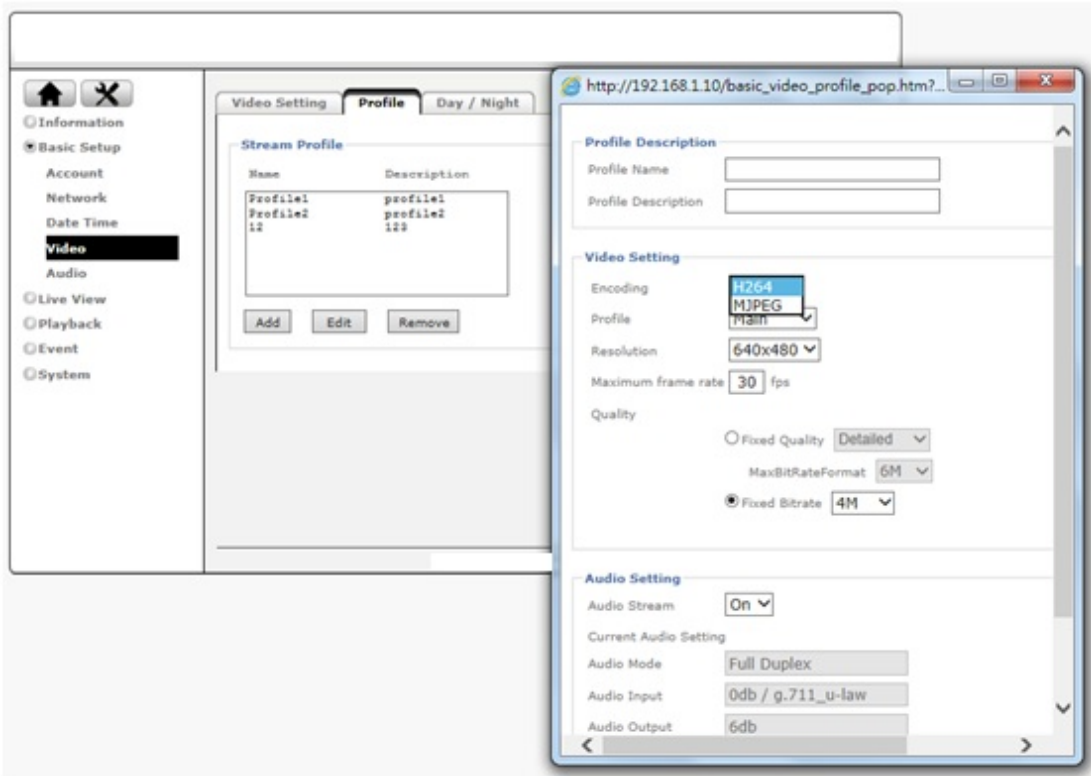 Information
Basic Setup
Account
Network
Date Time
Video
Audio
Live View
Playback
Event
System
Video Setting
Profile
Day / Night
Stream Profile
Name Description
Profile1 profile1
Profile2 profile2
12 123
Add Edit Remove
http://192.168.1.10/basic_video_profile_pop.htm?...
Profile Description
Profile Name
Profile Description
Video Setting
Encoding H264
MJPEG
Profile Main
Resolution 640x480
Maximum frame rate 30 fps
Quality
Fixed Quality Detailed
MaxBitRateFormat 6M
Fixed Bitrate 4M
Audio Setting
Audio Stream On
Current Audio Setting
Audio Mode Full Duplex
Audio Input 0db / g.711_u-law
Audio Output 6db